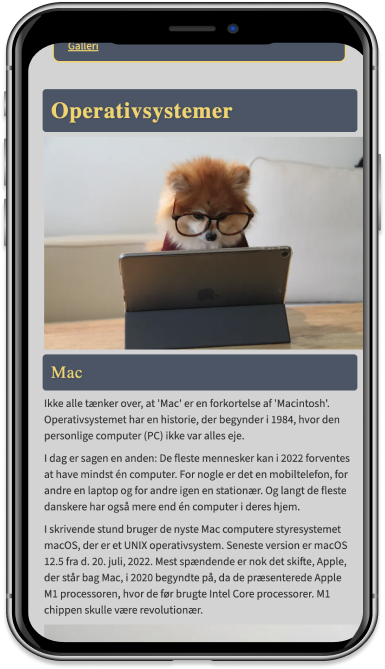 Galleri
Operativsystemer
Mac
Ikke alle tænker over, at 'Mac' er en forkortelse af 'Macintosh'.
Operativsystemet har en historie, der begynder i 1984, hvor den
personlige computer (PC) ikke var alles eje.
I dag er sagen en anden: De fleste mennesker kan i 2022 forventes
at have mindst én computer. For nogle er det en mobiltelefon, for
andre en laptop og for andre igen en stationær. Og langt de fleste
danskere har også mere end én computer i deres hjem.
I skrivende stund bruger de nyste Mac computere styresystemet
macOS, der er et UNIX operativsystem. Seneste version er macOS
12.5 fra d. 20. juli, 2022. Mest spændende er nok det skifte, Apple,
der står bag Mac, i 2020 begyndte på, da de præsenterede Apple
M1 processoren, hvor de før brugte Intel Core processorer. M1
chippen skulle være revolutionær.